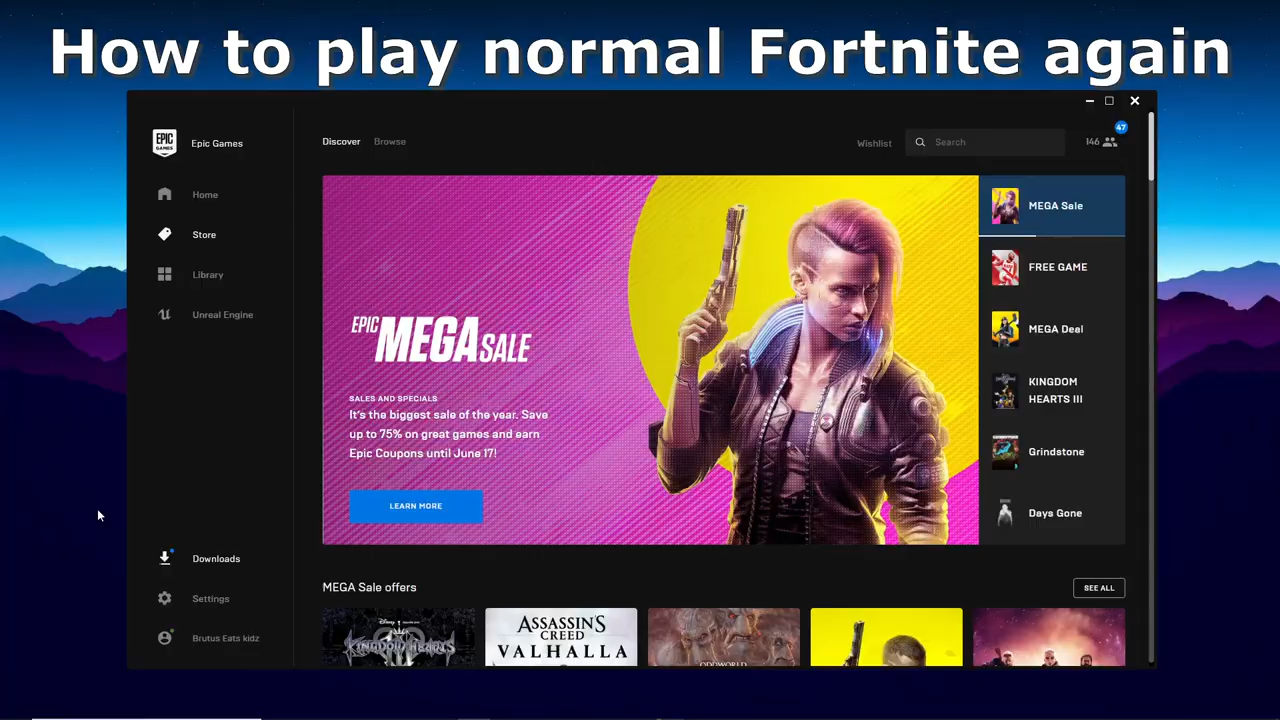 How to play normal Fortnite again
EPIC
GAMES
Epic Games
Discover
Browse
Wishlist
Search
146
47
Home
Store
Library
Unreal Engine
EPIC MEGA SALE
SALES AND SPECIALS
It's the biggest sale of the year. Save
up to 75% on great games and earn
Epic Coupons until June 17!
LEARN MORE
MEGA Sale
FREE GAME
MEGA Deal
KINGDOM
HEARTS III
Grindstone
Days Gone
Downloads
Settings
Brutus Eats kidz
MEGA Sale offers
SEE ALL
KINGDOM HEARTS
ASSASSIN'S
CREED
VALHALLA
ODDWORLD